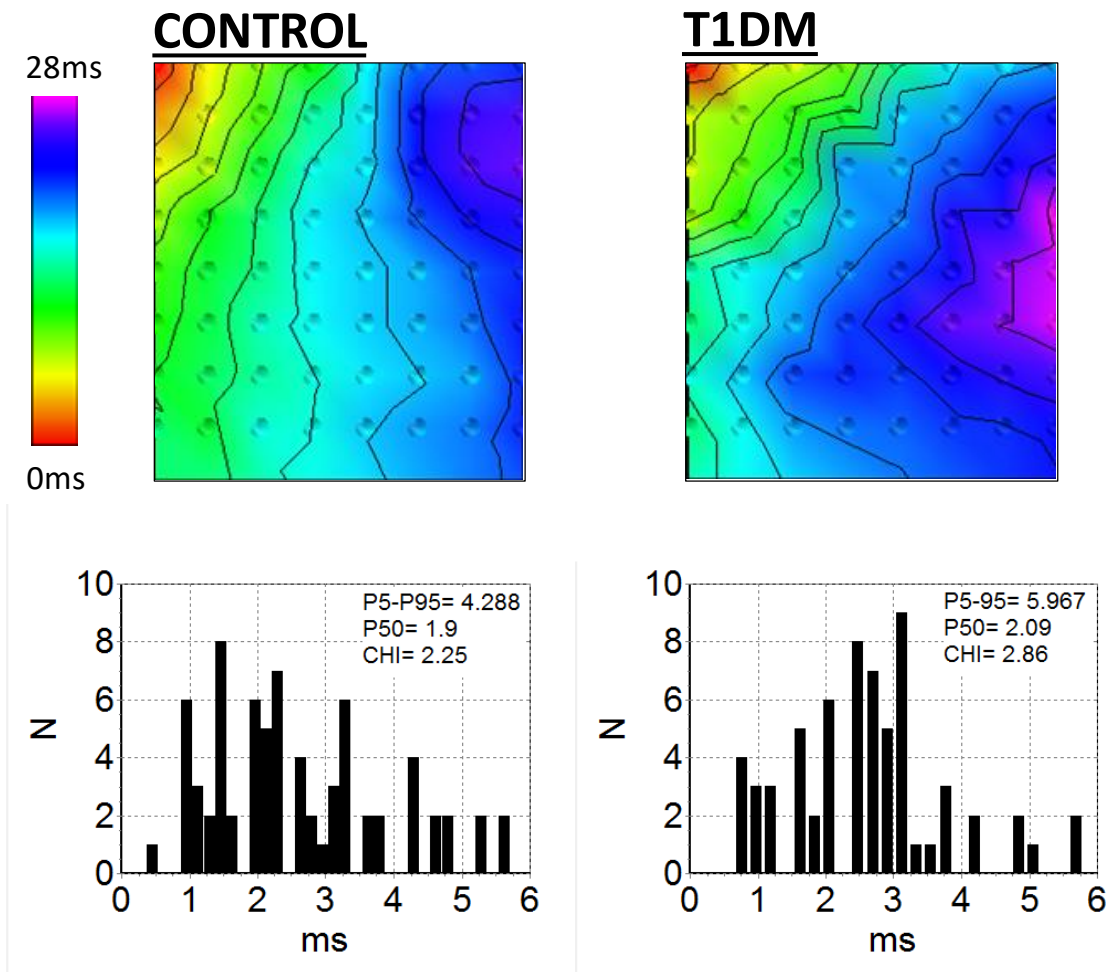 CONTROL
T1DM
28ms
0ms
10
8
6
4
2
0
N
P5-P95= 4.288
P50= 1.9
CHI= 2.25
0 1 2 3 4 5 6
ms
10
8
6
4
2
0
N
P5-95= 5.967
P50= 2.09
CHI= 2.86
0 1 2 3 4 5 6
ms